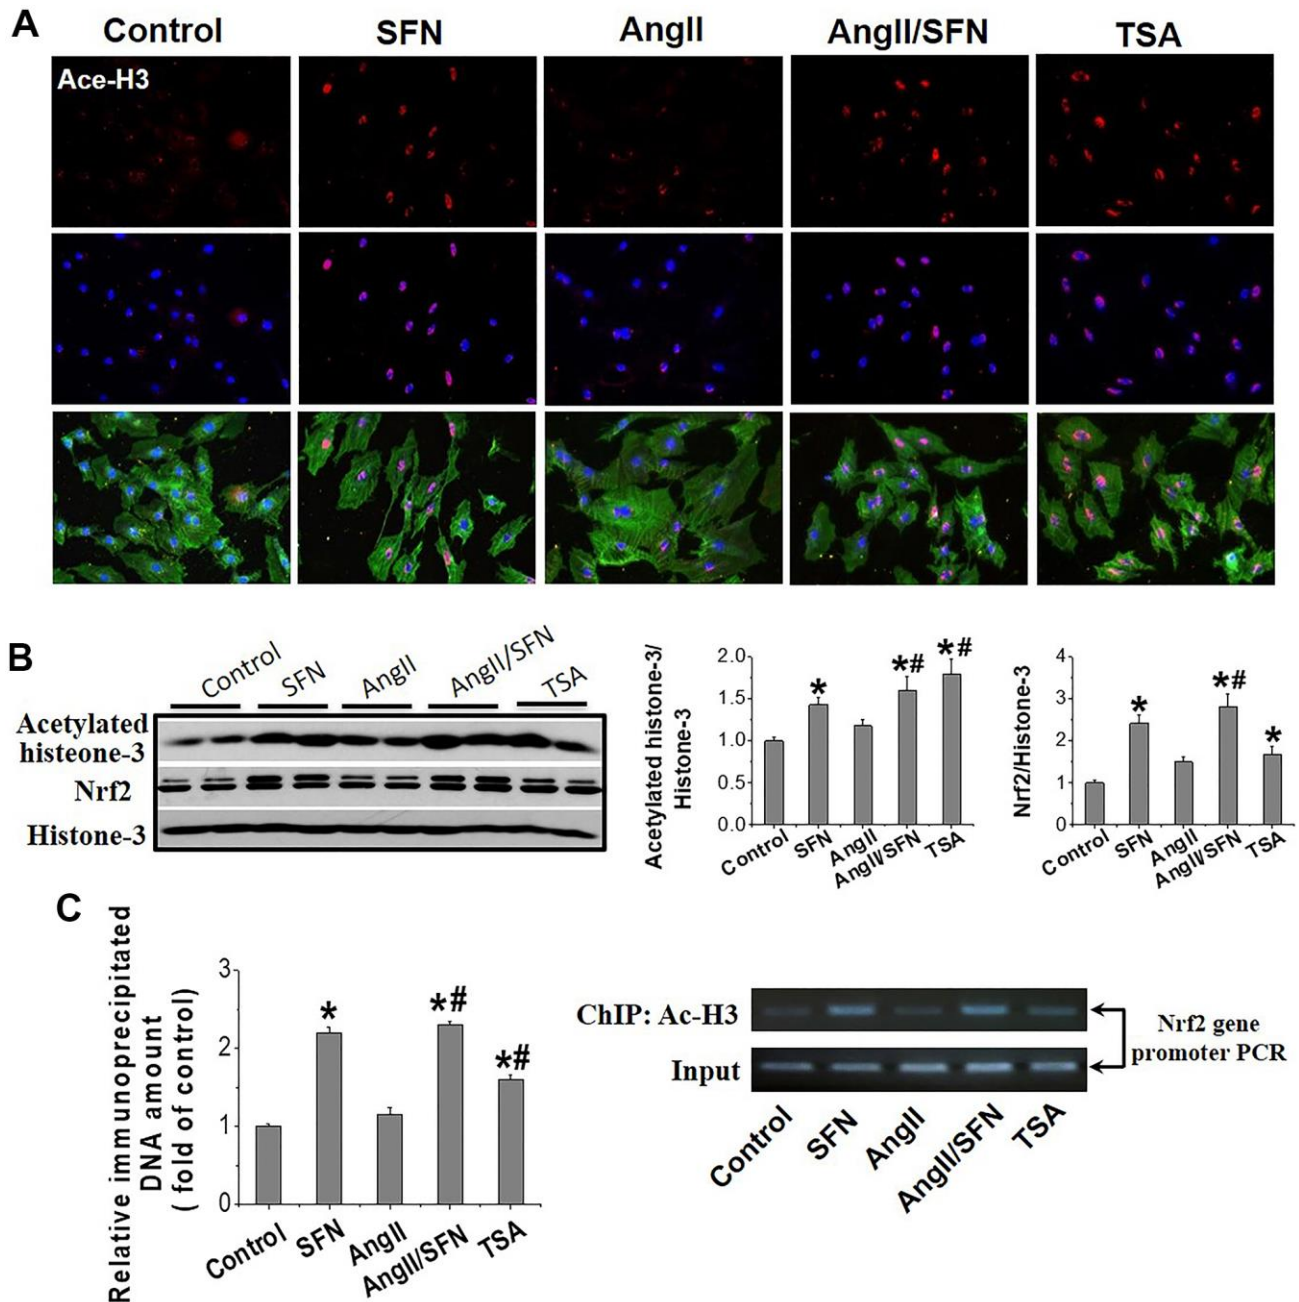 A
Control
SFN
AngII
AngII/SFN
TSA
Ace-H3
B
Control
SFN
AngII
AngII/SFN
TSA
Acetylated
histeone-3
Nrf2
Histone-3
Acetylated histone-3/
Histone-3
2.0
1.5
1.0
0.5
0.0
*
*#
*#
Control
SFN
AngII
AngII/SFN
TSA
Nrf2/Histone-3
4
3
2
1
0
*
*#
*
Control
SFN
AngII
AngII/SFN
TSA
C
Relative immunoprecipitated
DNA amount
( fold of control)
3
2
1
0
*
*#
*#
Control
SFN
AngII
AngII/SFN
TSA
ChIP: Ac-H3
Input
Nrf2 gene
promoter PCR
Control
SFN
AngII
AngII/SFN
TSA